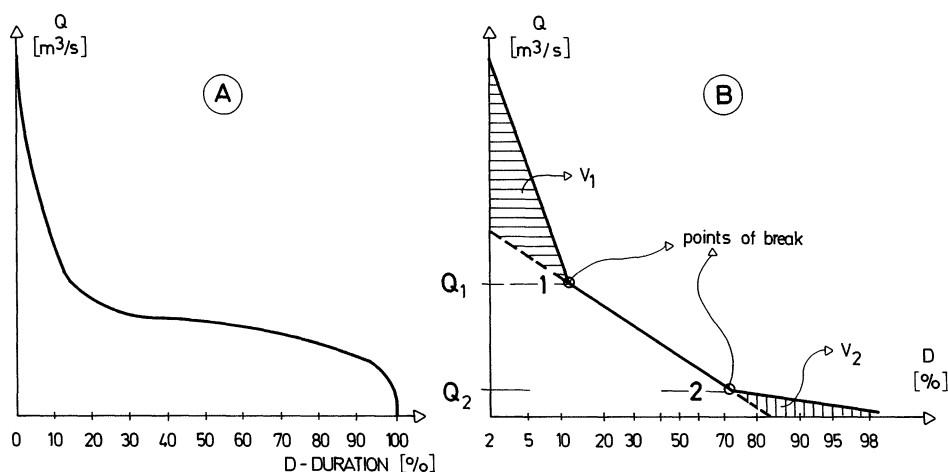 Q
[m³/s]
A
0 10 20 30 40 50 60 70 80 90 100
D-DURATION [%]
Q
[m³/s]
B
V₁
points of break
Q₁
1
V₂
D
[%]
Q₂
2
2 5 10 20 30 50 70 80 90 95 98